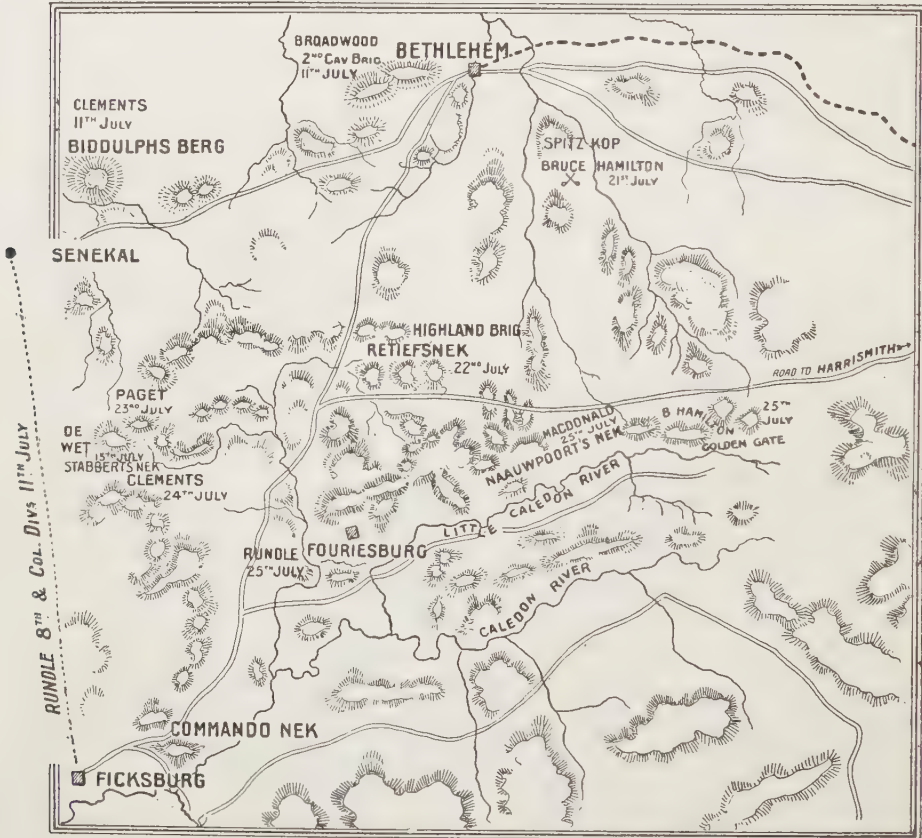 BROADWOOD
2ND CAV BRIG
11TH JULY
BETHLEHEM
CLEMENTS
11TH JULY
BIDDULPHS BERG
SPITZ KOP
BRUCE HAMILTON
21ST JULY
SENEKAL
HIGHLAND BRIG
RETIEFSNEK
22ND JULY
ROAD TO HARRISMITH
PAGET
23RD JULY
DE
WET
15TH JULY
STABBERTS NEK
CLEMENTS
24TH JULY
MACDONALD
25TH JULY
NAAUWPOORT'S NEK
B HAMILTON
GOLDEN GATE
25TH
JULY
LITTLE CALEDON RIVER
RUNDLE
25TH JULY
FOURIESBURG
CALEDON RIVER
RUNDLE 8TH & COL. DIVS 11TH JULY
COMMANDO NEK
FICKSBURG